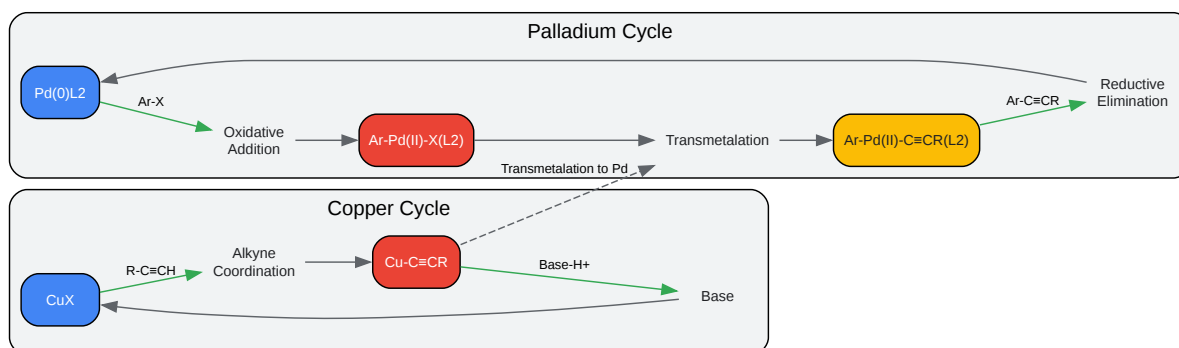 Palladium Cycle
Pd(0)L2
Ar-X
Oxidative
Addition
Ar-Pd(II)-X(L2)
Transmetalation
Ar-Pd(II)-C≡CR(L2)
Ar-C≡CR
Reductive
Elimination
Transmetalation to Pd
Copper Cycle
CuX
R-C≡CH
Alkyne
Coordination
Cu-C≡CR
Base-H+
Base